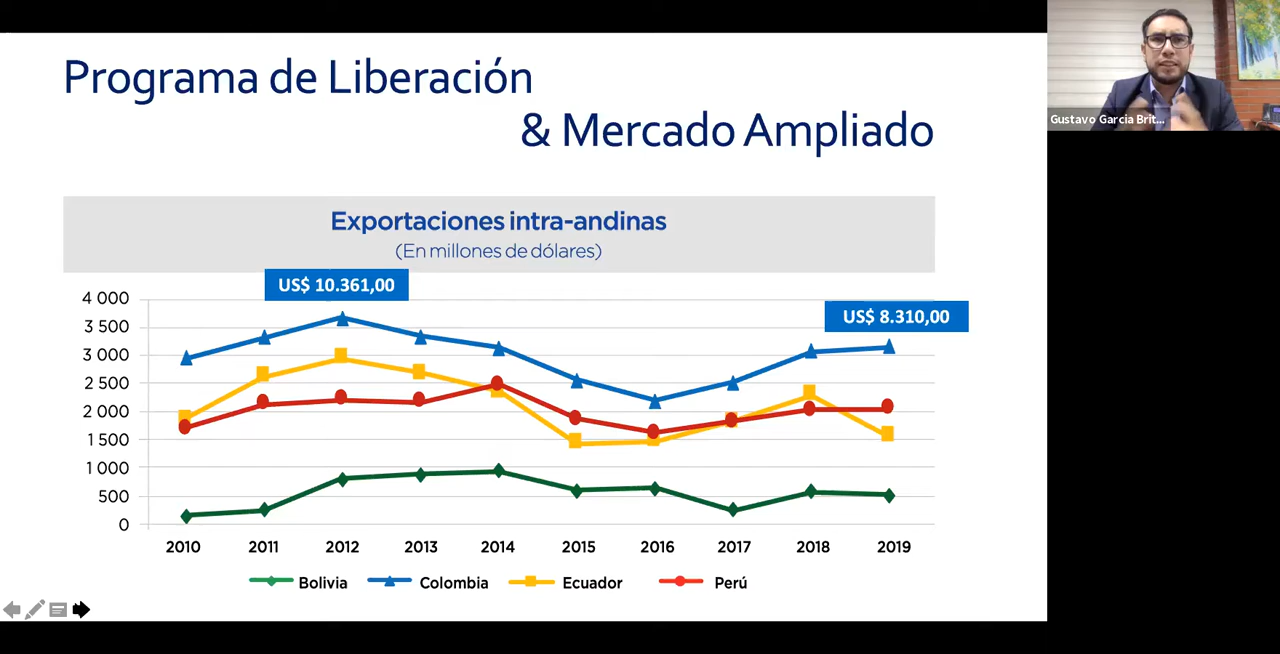 Programa de Liberación
& Mercado Ampliado
Gustavo Garcia Brit...
Exportaciones intra-andinas
(En millones de dólares)
US$ 10.361,00
US$ 8.310,00
4 000
3 500
3 000
2 500
2 000
1 500
1 000
500
0
2010 2011 2012 2013 2014 2015 2016 2017 2018 2019
Bolivia Colombia Ecuador Perú